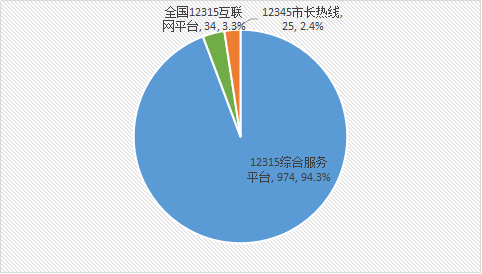 全国12315互联
网平台, 34, 3.3%
12345市长热线,
25, 2.4%
12315综合服务
平台, 974, 94.3%